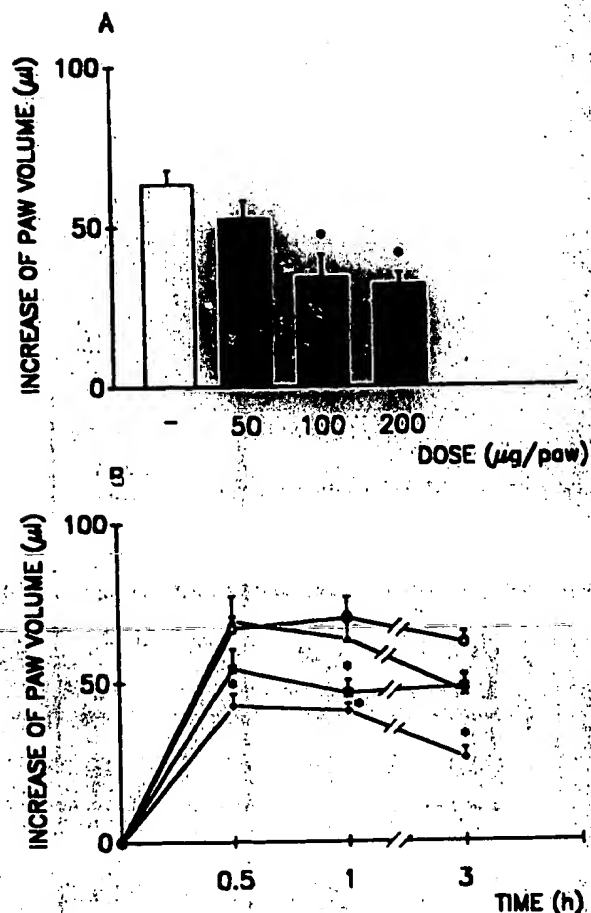 A
INCREASE OF PAW VOLUME (μl)
100
50
0
- 50 100 200
DOSE (μg/paw)
B
INCREASE OF PAW VOLUME (μl)
100
50
0
0.5 1 3
TIME (h)